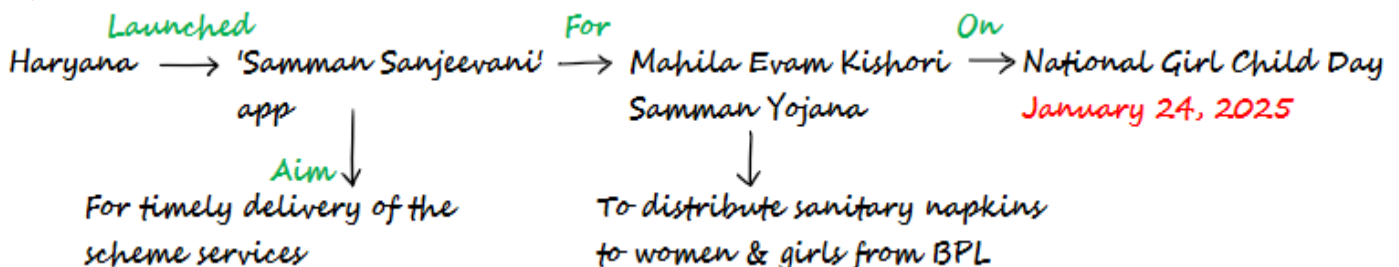 Launched For On
Haryana → 'Samman Sanjeevani' → Mahila Evam Kishori → National Girl Child Day
app Samman Yojana January 24, 2025
Aim
For timely delivery of the To distribute sanitary napkins
scheme services to women & girls from BPL